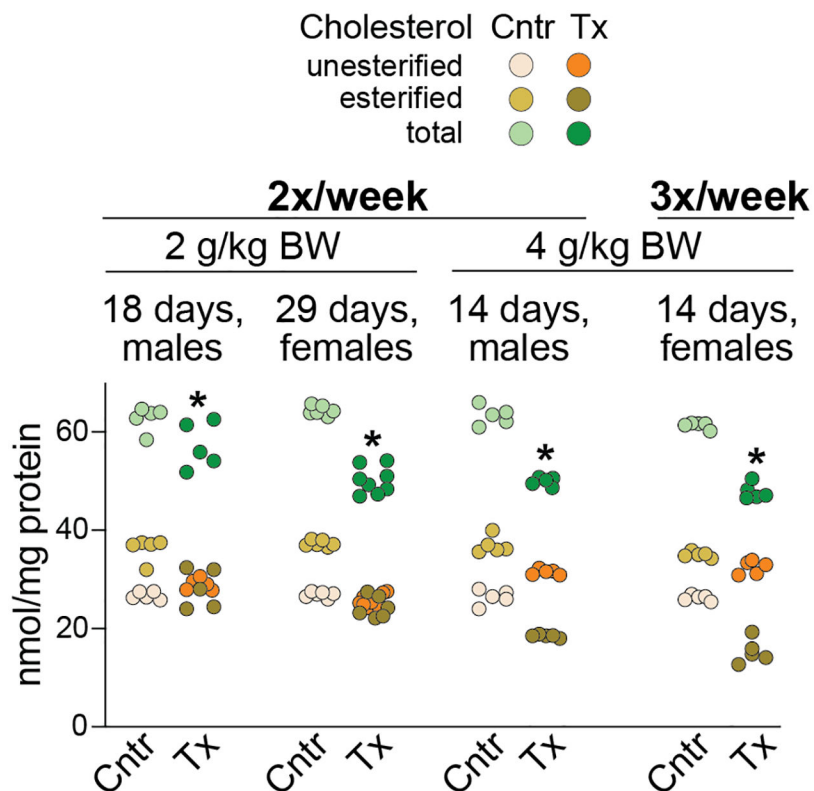 Cholesterol Cntr Tx
unesterified
esterified
total
2x/week 3x/week
2 g/kg BW 4 g/kg BW
18 days, 29 days, 14 days, 14 days,
males females males females
* * * *
nmol/mg protein
60
40
20
0
Cntr Tx Cntr Tx Cntr Tx Cntr Tx